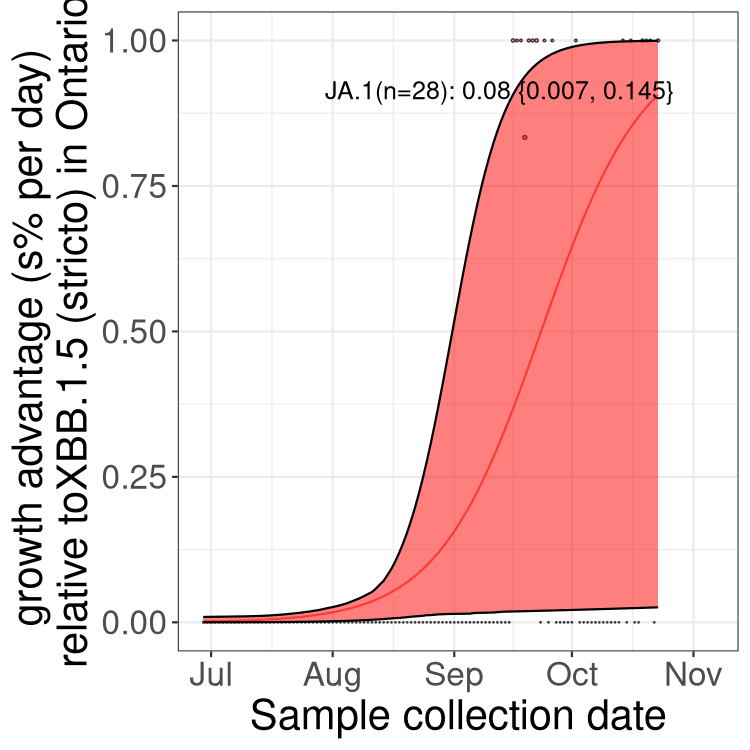 growth advantage (s% per day)
relative toXBB.1.5 (stricto) in Ontario
1.00
0.75
0.50
0.25
0.00
JA.1(n=28): 0.08 {0.007, 0.145}
Jul Aug Sep Oct Nov
Sample collection date